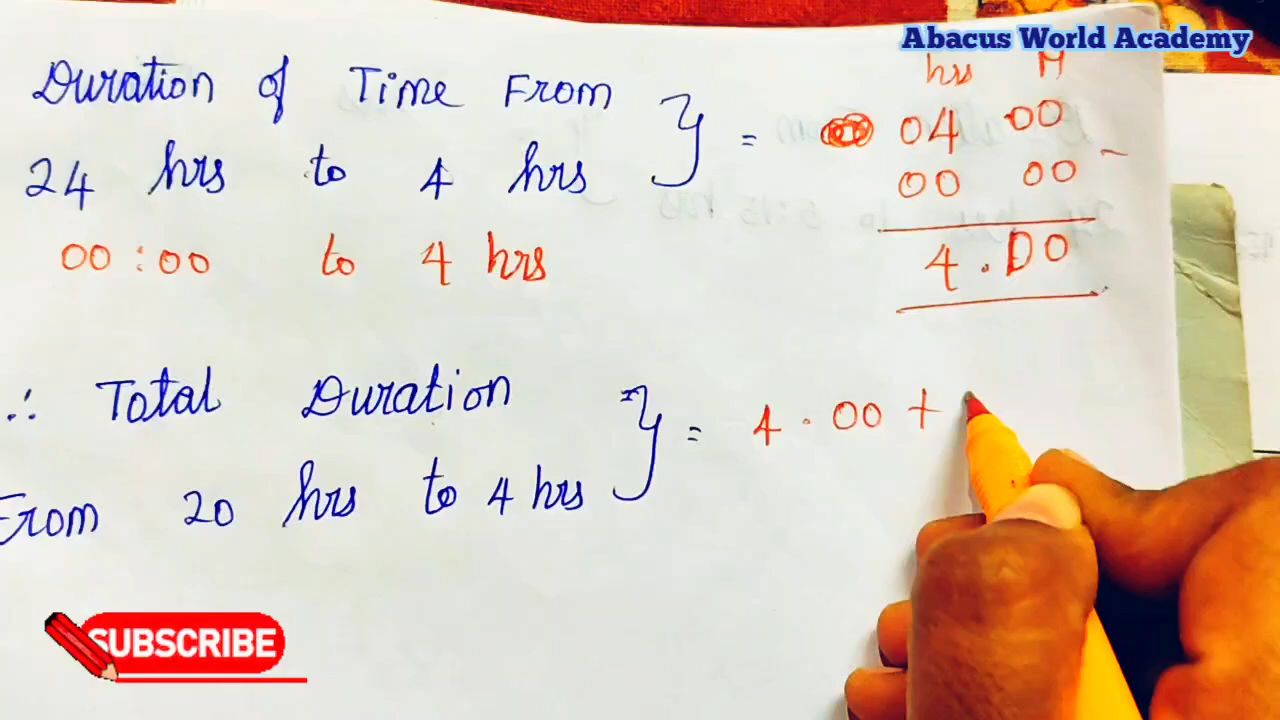 Abacus World Academy
Duration of Time From
24 hrs to 4 hrs
00:00 to 4 hrs
} =
hrs M
04 00
00 00 -
4.00
∴ Total Duration
From 20 hrs to 4 hrs
} = 4.00 +
SUBSCRIBE